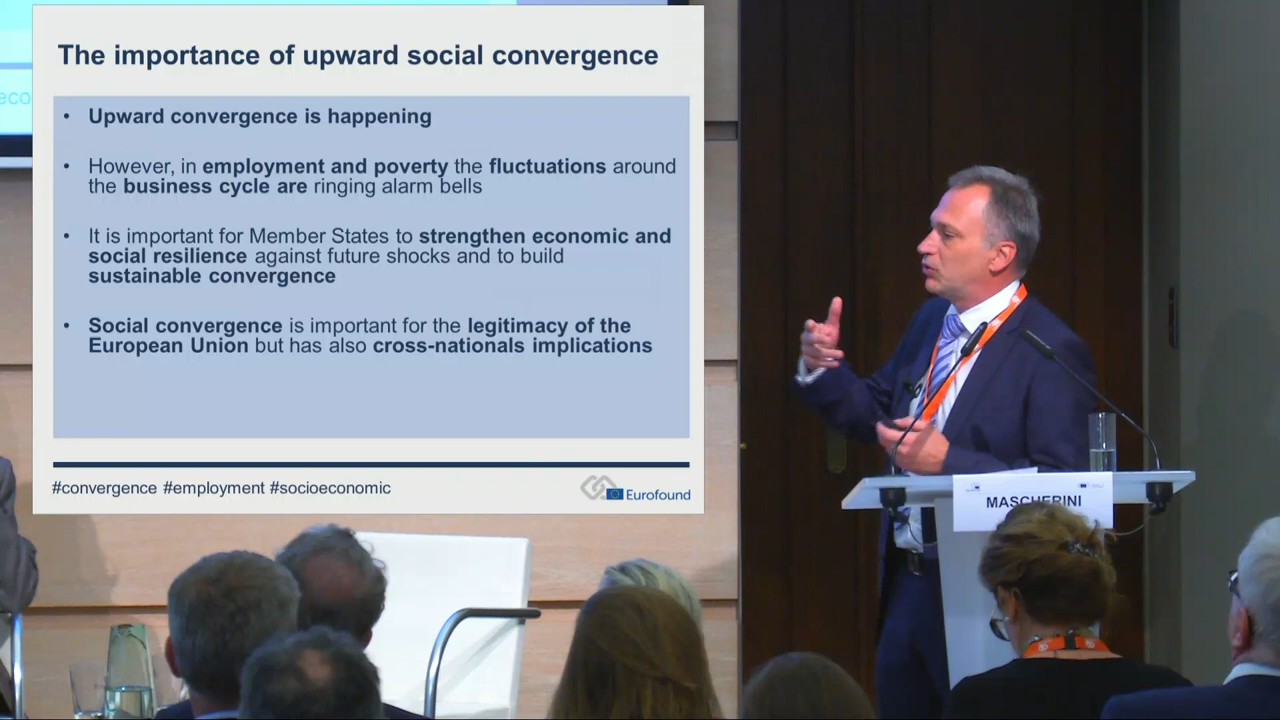 The importance of upward social convergence
eco
• Upward convergence is happening
• However, in employment and poverty the fluctuations around
the business cycle are ringing alarm bells
• It is important for Member States to strengthen economic and
social resilience against future shocks and to build
sustainable convergence
• Social convergence is important for the legitimacy of the
European Union but has also cross-nationals implications
#convergence #employment #socioeconomic
Eurofound
MASCHERINI